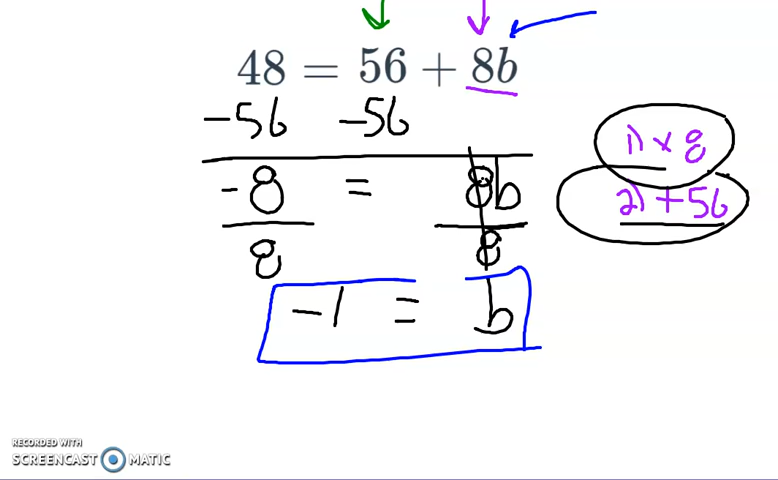 48 = 56 + 8b
-56 -56
-8 = 8b
8 8
-1 = b
1) x 8
2) + 56
RECORDED WITH
SCREENCAST MATIC